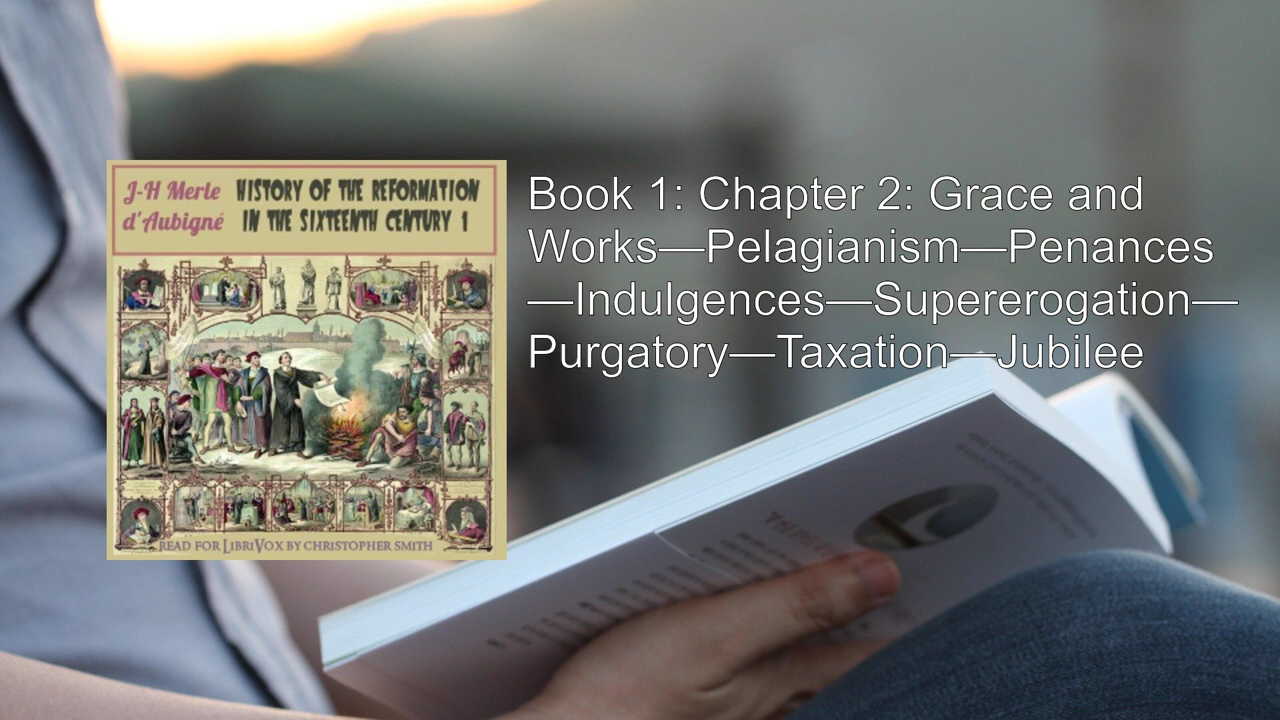 J-H Merle
d'Aubigné
HISTORY OF THE REFORMATION
IN THE SIXTEENTH CENTURY 1
READ FOR LIBRIVOX BY CHRISTOPHER SMITH
Book 1: Chapter 2: Grace and
Works—Pelagianism—Penances
—Indulgences—Supererogation—
Purgatory—Taxation—Jubilee